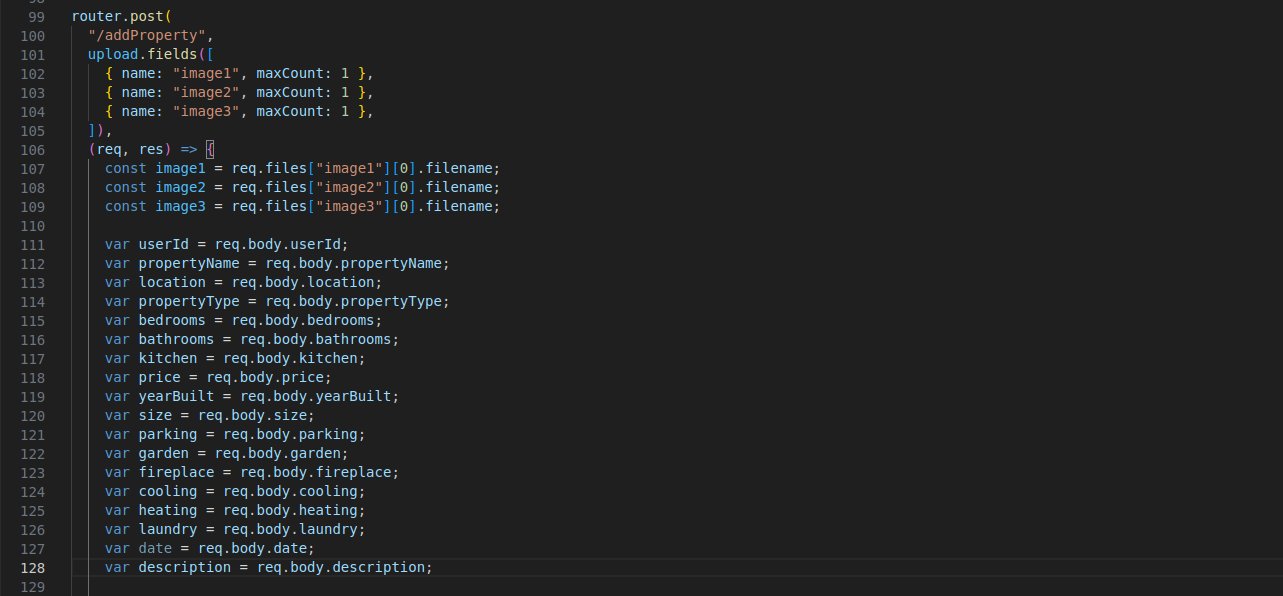 98
99 router.post(
100 "/addProperty",
101 upload.fields([
102 { name: "image1", maxCount: 1 },
103 { name: "image2", maxCount: 1 },
104 { name: "image3", maxCount: 1 },
105 ]),
106 (req, res) => {
107 const image1 = req.files["image1"][0].filename;
108 const image2 = req.files["image2"][0].filename;
109 const image3 = req.files["image3"][0].filename;
110
111 var userId = req.body.userId;
112 var propertyName = req.body.propertyName;
113 var location = req.body.location;
114 var propertyType = req.body.propertyType;
115 var bedrooms = req.body.bedrooms;
116 var bathrooms = req.body.bathrooms;
117 var kitchen = req.body.kitchen;
118 var price = req.body.price;
119 var yearBuilt = req.body.yearBuilt;
120 var size = req.body.size;
121 var parking = req.body.parking;
122 var garden = req.body.garden;
123 var fireplace = req.body.fireplace;
124 var cooling = req.body.cooling;
125 var heating = req.body.heating;
126 var laundry = req.body.laundry;
127 var date = req.body.date;
128 var description = req.body.description;
129